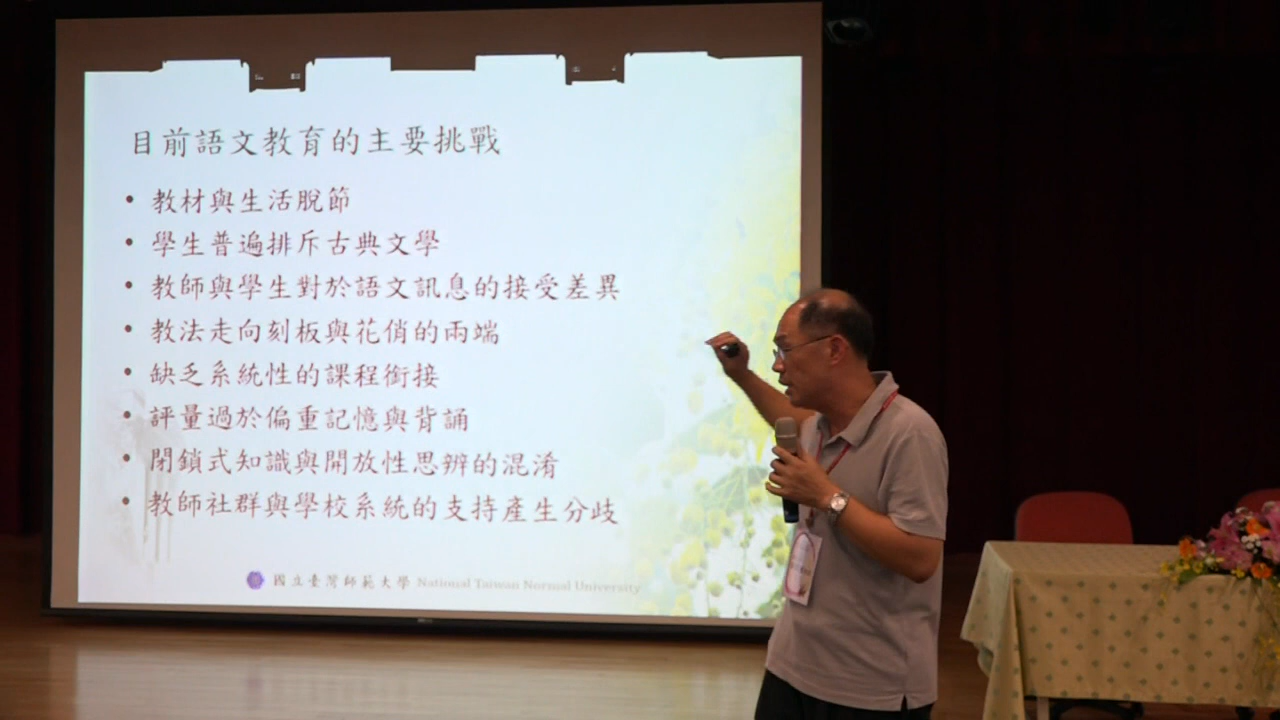 目前語文教育的主要挑戰
• 教材與生活脫節
• 學生普遍排斥古典文學
• 教師與學生對於語文訊息的接受差異
• 教法走向刻板與花俏的兩端
• 缺乏系統性的課程銜接
• 評量過於偏重記憶與背誦
• 閉鎖式知識與開放性思辨的混淆
• 教師社群與學校系統的支持產生分歧
國立臺灣師範大學 National Taiwan Normal University